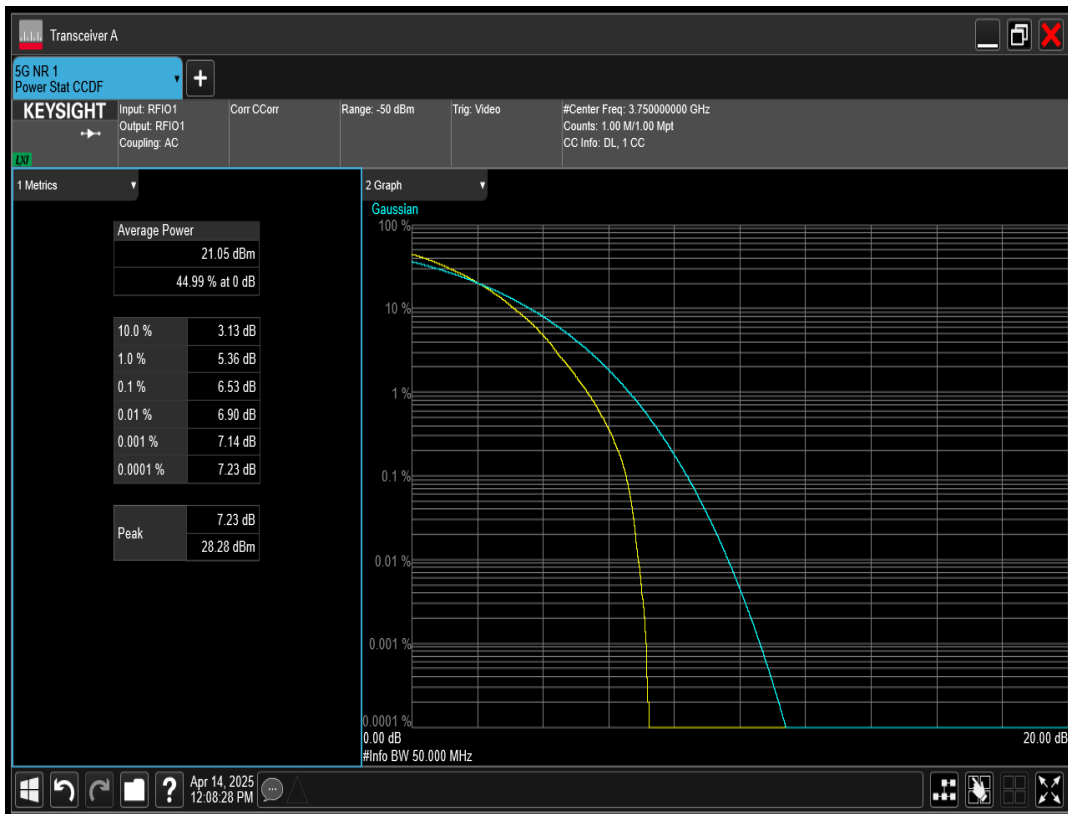 Transceiver A
5G NR 1
Power Stat CCDF
+
KEYSIGHT
LXI
Input: RFIO1
Output: RFIO1
Coupling: AC
Corr CCorr
Range: -50 dBm
Trig: Video
#Center Freq: 3.750000000 GHz
Counts: 1.00 M/1.00 Mpt
CC Info: DL, 1 CC
1 Metrics
Average Power
21.05 dBm
44.99 % at 0 dB
10.0 % 3.13 dB
1.0 % 5.36 dB
0.1 % 6.53 dB
0.01 % 6.90 dB
0.001 % 7.14 dB
0.0001 % 7.23 dB
Peak
7.23 dB
28.28 dBm
2 Graph
Gaussian
100 %
10 %
1 %
0.1 %
0.01 %
0.001 %
0.0001 %
0.00 dB
20.00 dB
#Info BW 50.000 MHz
?
Apr 14, 2025
12:08:28 PM